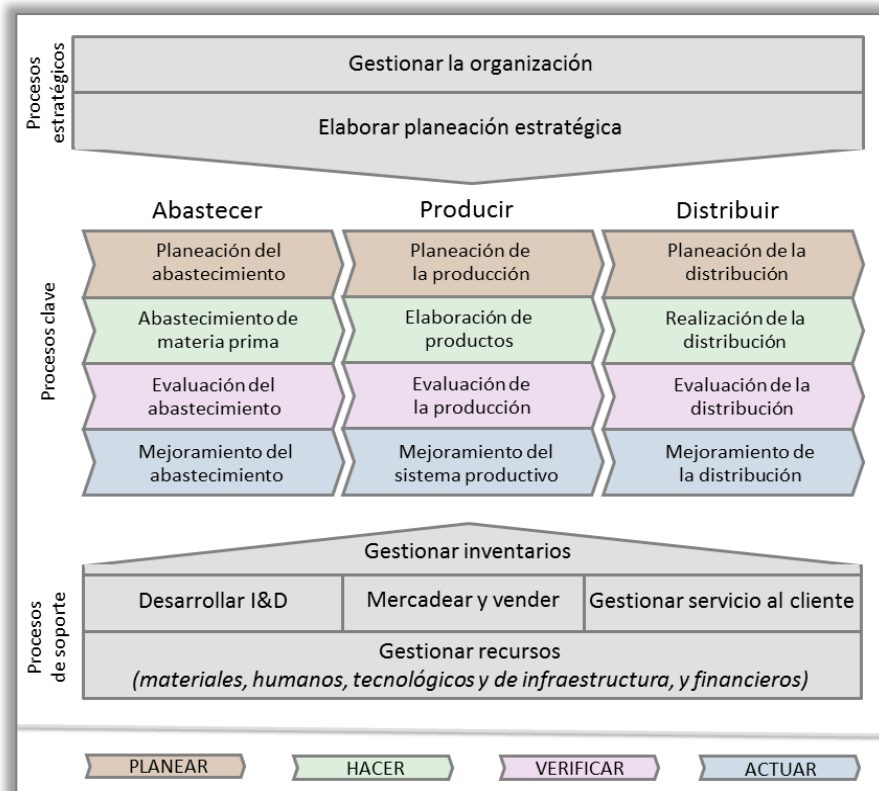 Procesos
estratégicos
Gestionar la organización
Elaborar planeación estratégica
Procesos clave
Abastecer
Producir
Distribuir
Planeación del
abastecimiento
Planeación de
la producción
Planeación de la
distribución
Abastecimiento de
materia prima
Elaboración de
productos
Realización de la
distribución
Evaluación del
abastecimiento
Evaluación de
la producción
Evaluación de la
distribución
Mejoramiento del
abastecimiento
Mejoramiento del
sistema productivo
Mejoramiento de
la distribución
Procesos
de soporte
Gestionar inventarios
Desarrollar I&D
Mercadear y vender
Gestionar servicio al cliente
Gestionar recursos
(materiales, humanos, tecnológicos y de infraestructura, y financieros)
PLANEAR
HACER
VERIFICAR
ACTUAR